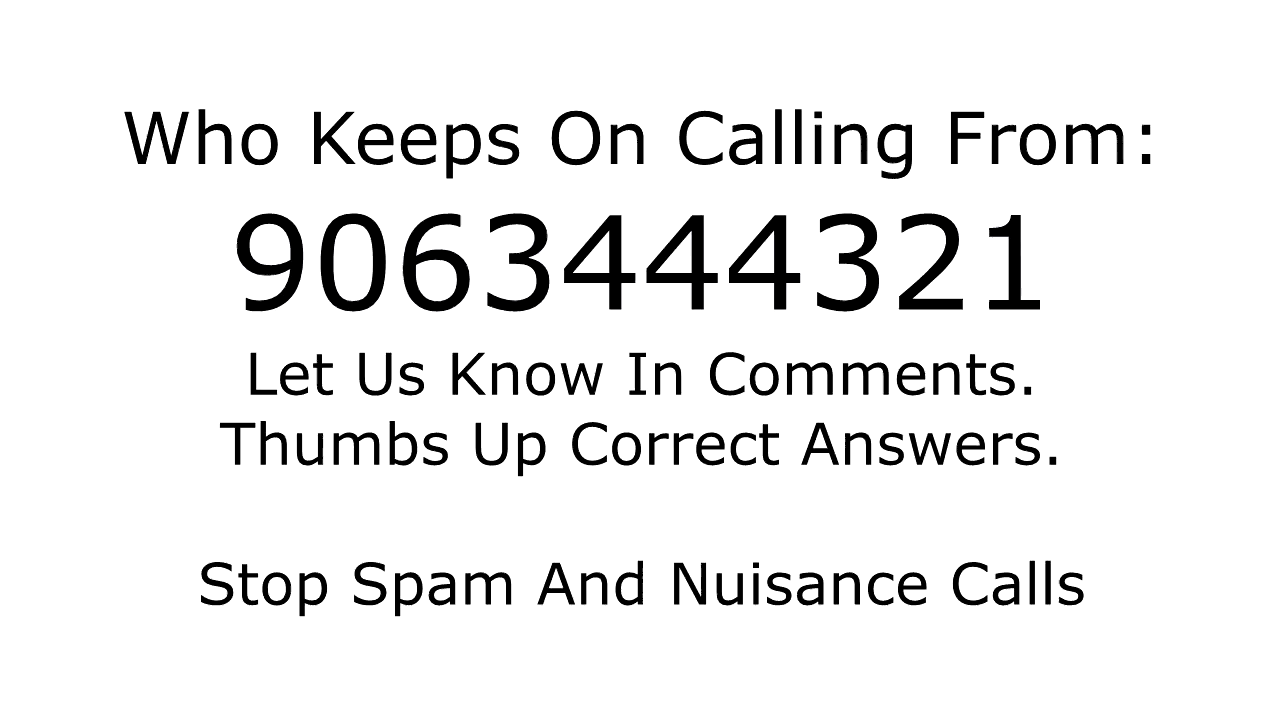 Who Keeps On Calling From:
9063444321
Let Us Know In Comments.
Thumbs Up Correct Answers.
Stop Spam And Nuisance Calls